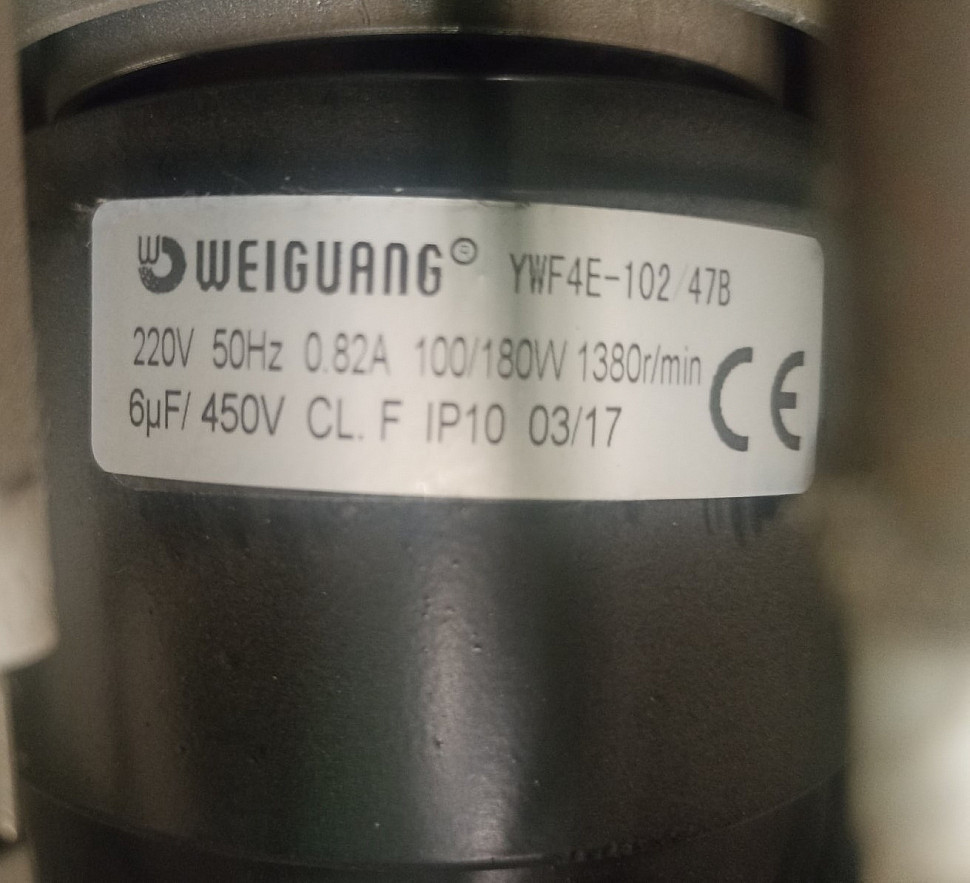 WEIGUANG® YWF4E-102/47B
220V 50Hz 0.82A 100/180W 1380r/min
6µF/ 450V CL. F IP10 03/17
CE